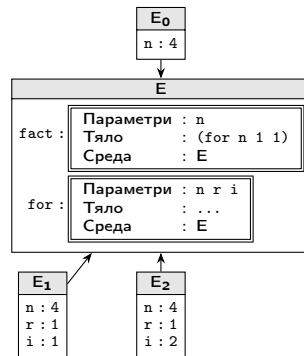 E₀
n : 4
E
fact :
Параметри : n
Тяло : (for n 1 1)
Среда : E
for :
Параметри : n r i
Тяло : ...
Среда : E
E₁
n : 4
r : 1
i : 1
E₂
n : 4
r : 1
i : 2